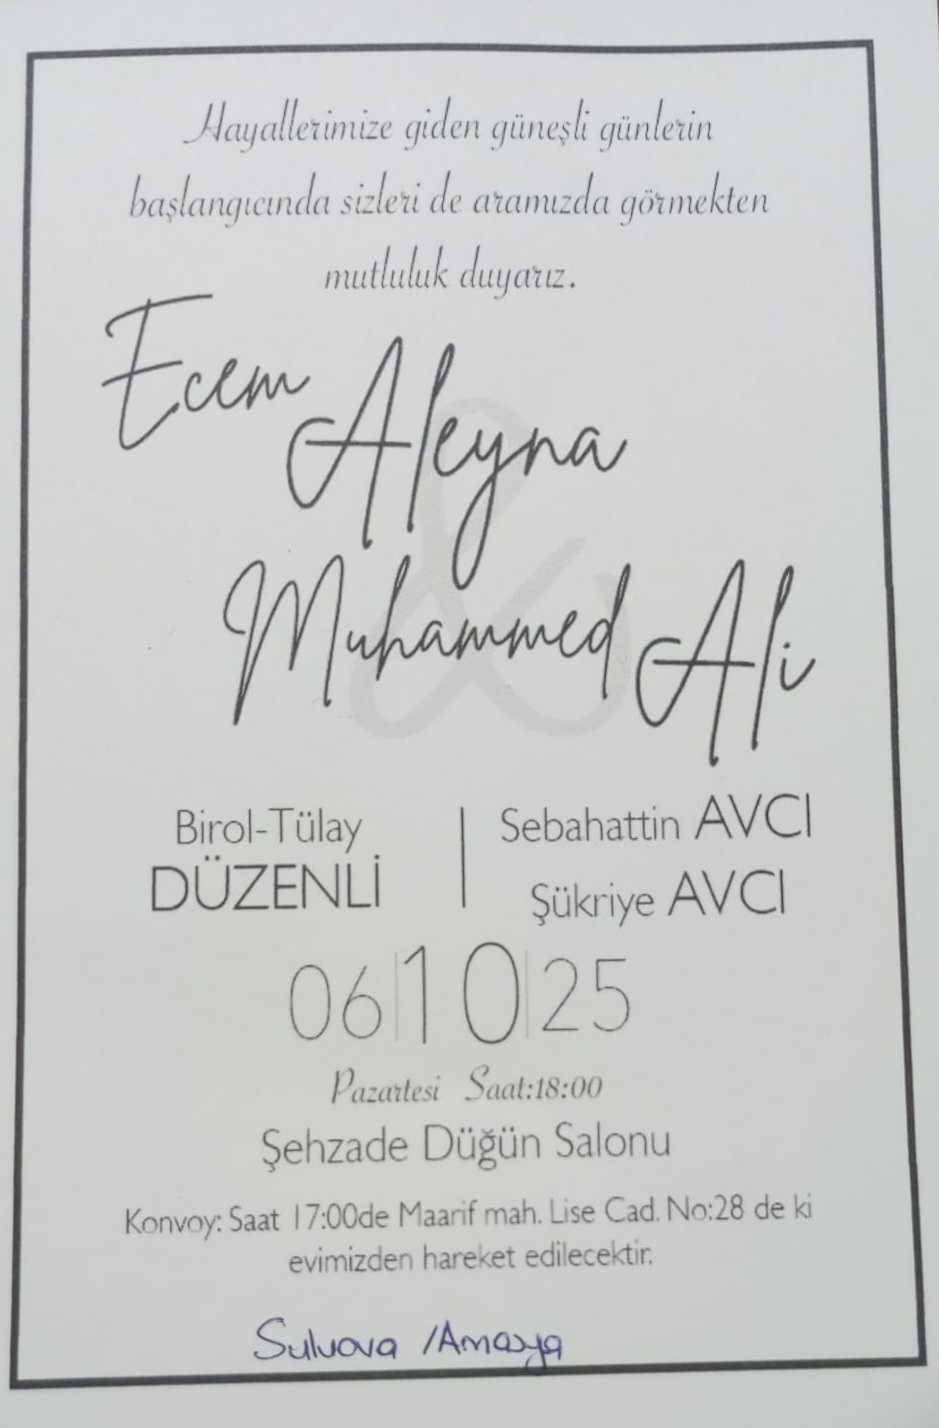 Hayallerimize giden güneşli günlerin
başlangıcında sizleri de aramızda görmekten
mutluluk duyarız.
Ecem Aleyna
&
Muhammed Ali
Birol-Tülay
DÜZENLİ
Sebahattin AVCI
Şükriye AVCI
06|10|25
Pazartesi Saat:18:00
Şehzade Düğün Salonu
Konvoy: Saat 17:00de Maarif mah. Lise Cad. No:28 de ki
evimizden hareket edilecektir.
Suluova /Amasya